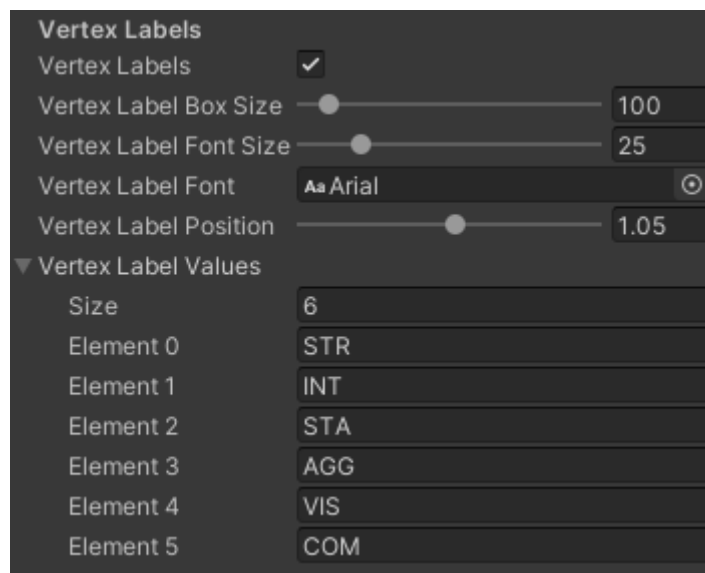 Vertex Labels
Vertex Labels
Vertex Label Box Size 100
Vertex Label Font Size 25
Vertex Label Font Aa Arial
Vertex Label Position 1.05
Vertex Label Values
Size 6
Element 0 STR
Element 1 INT
Element 2 STA
Element 3 AGG
Element 4 VIS
Element 5 COM